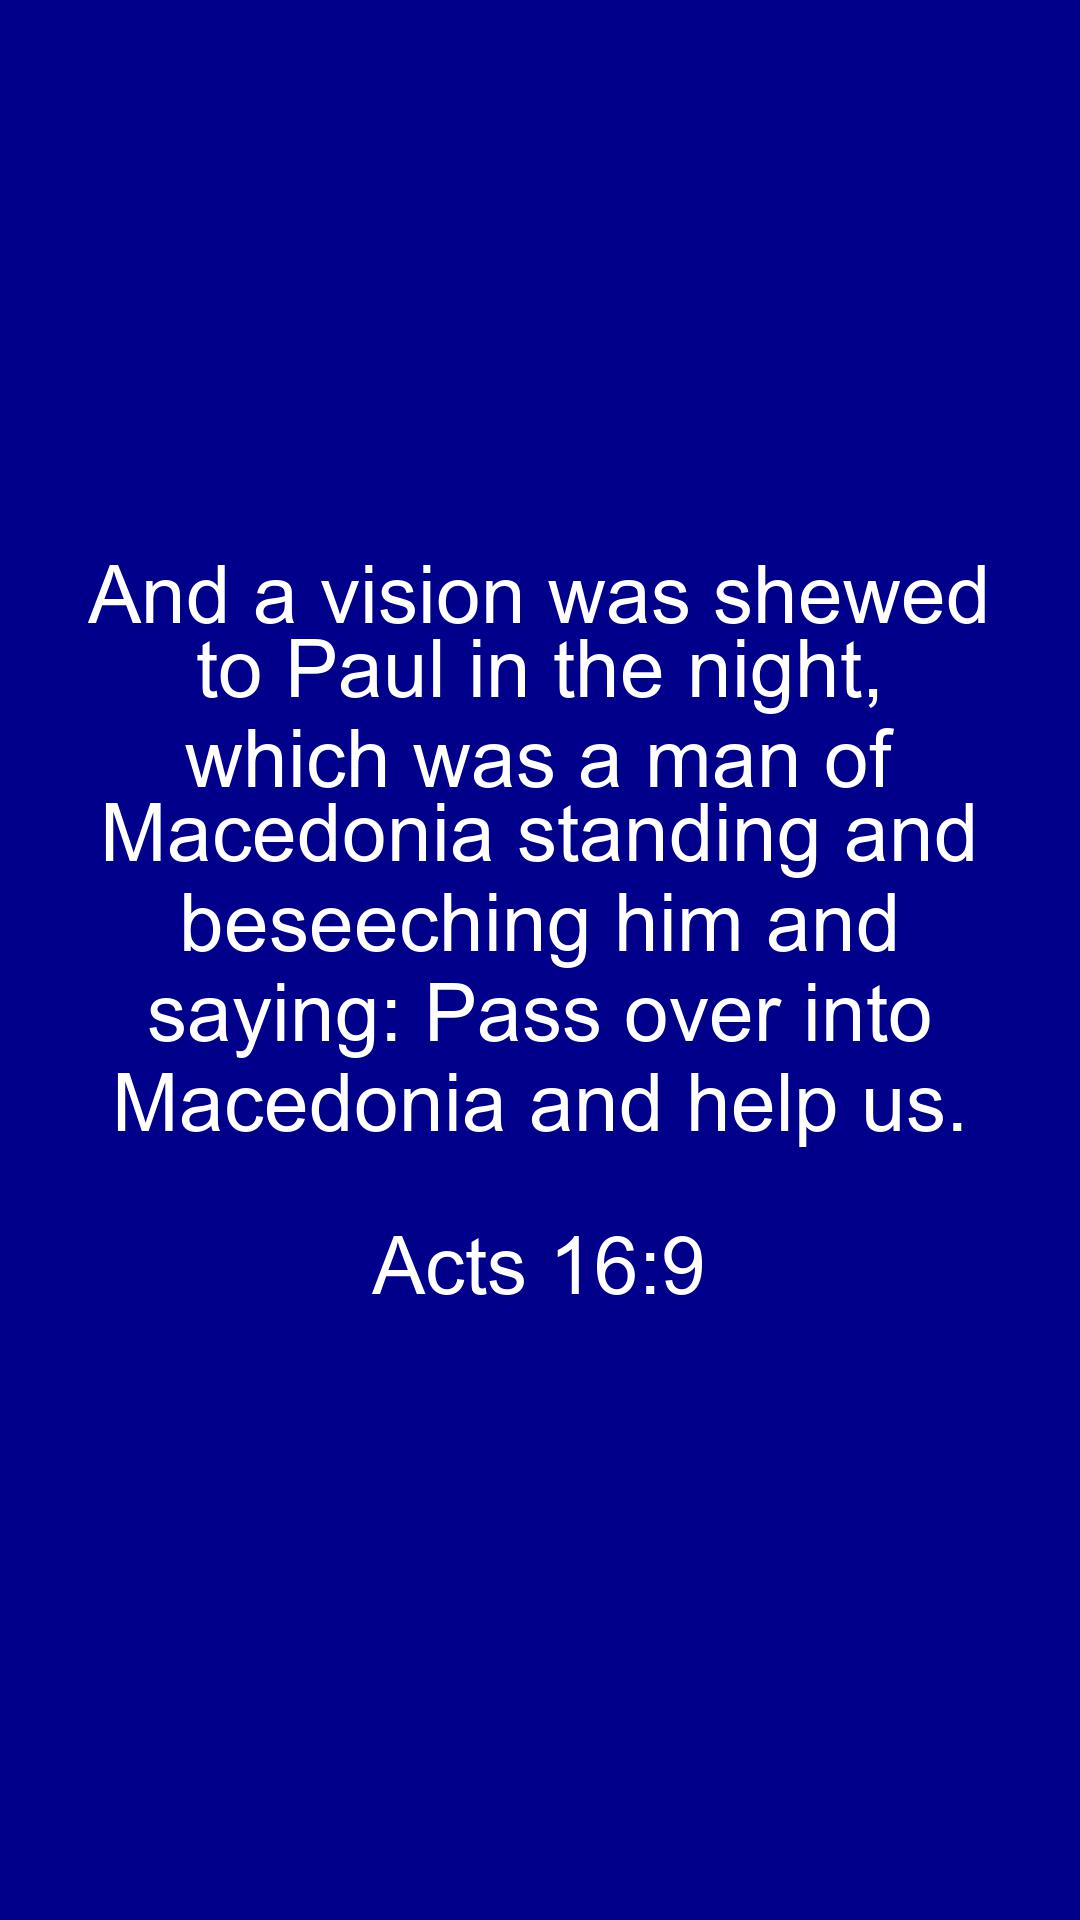 And a vision was shewed
to Paul in the night,
which was a man of
Macedonia standing and
beseeching him and
saying: Pass over into
Macedonia and help us.
Acts 16:9